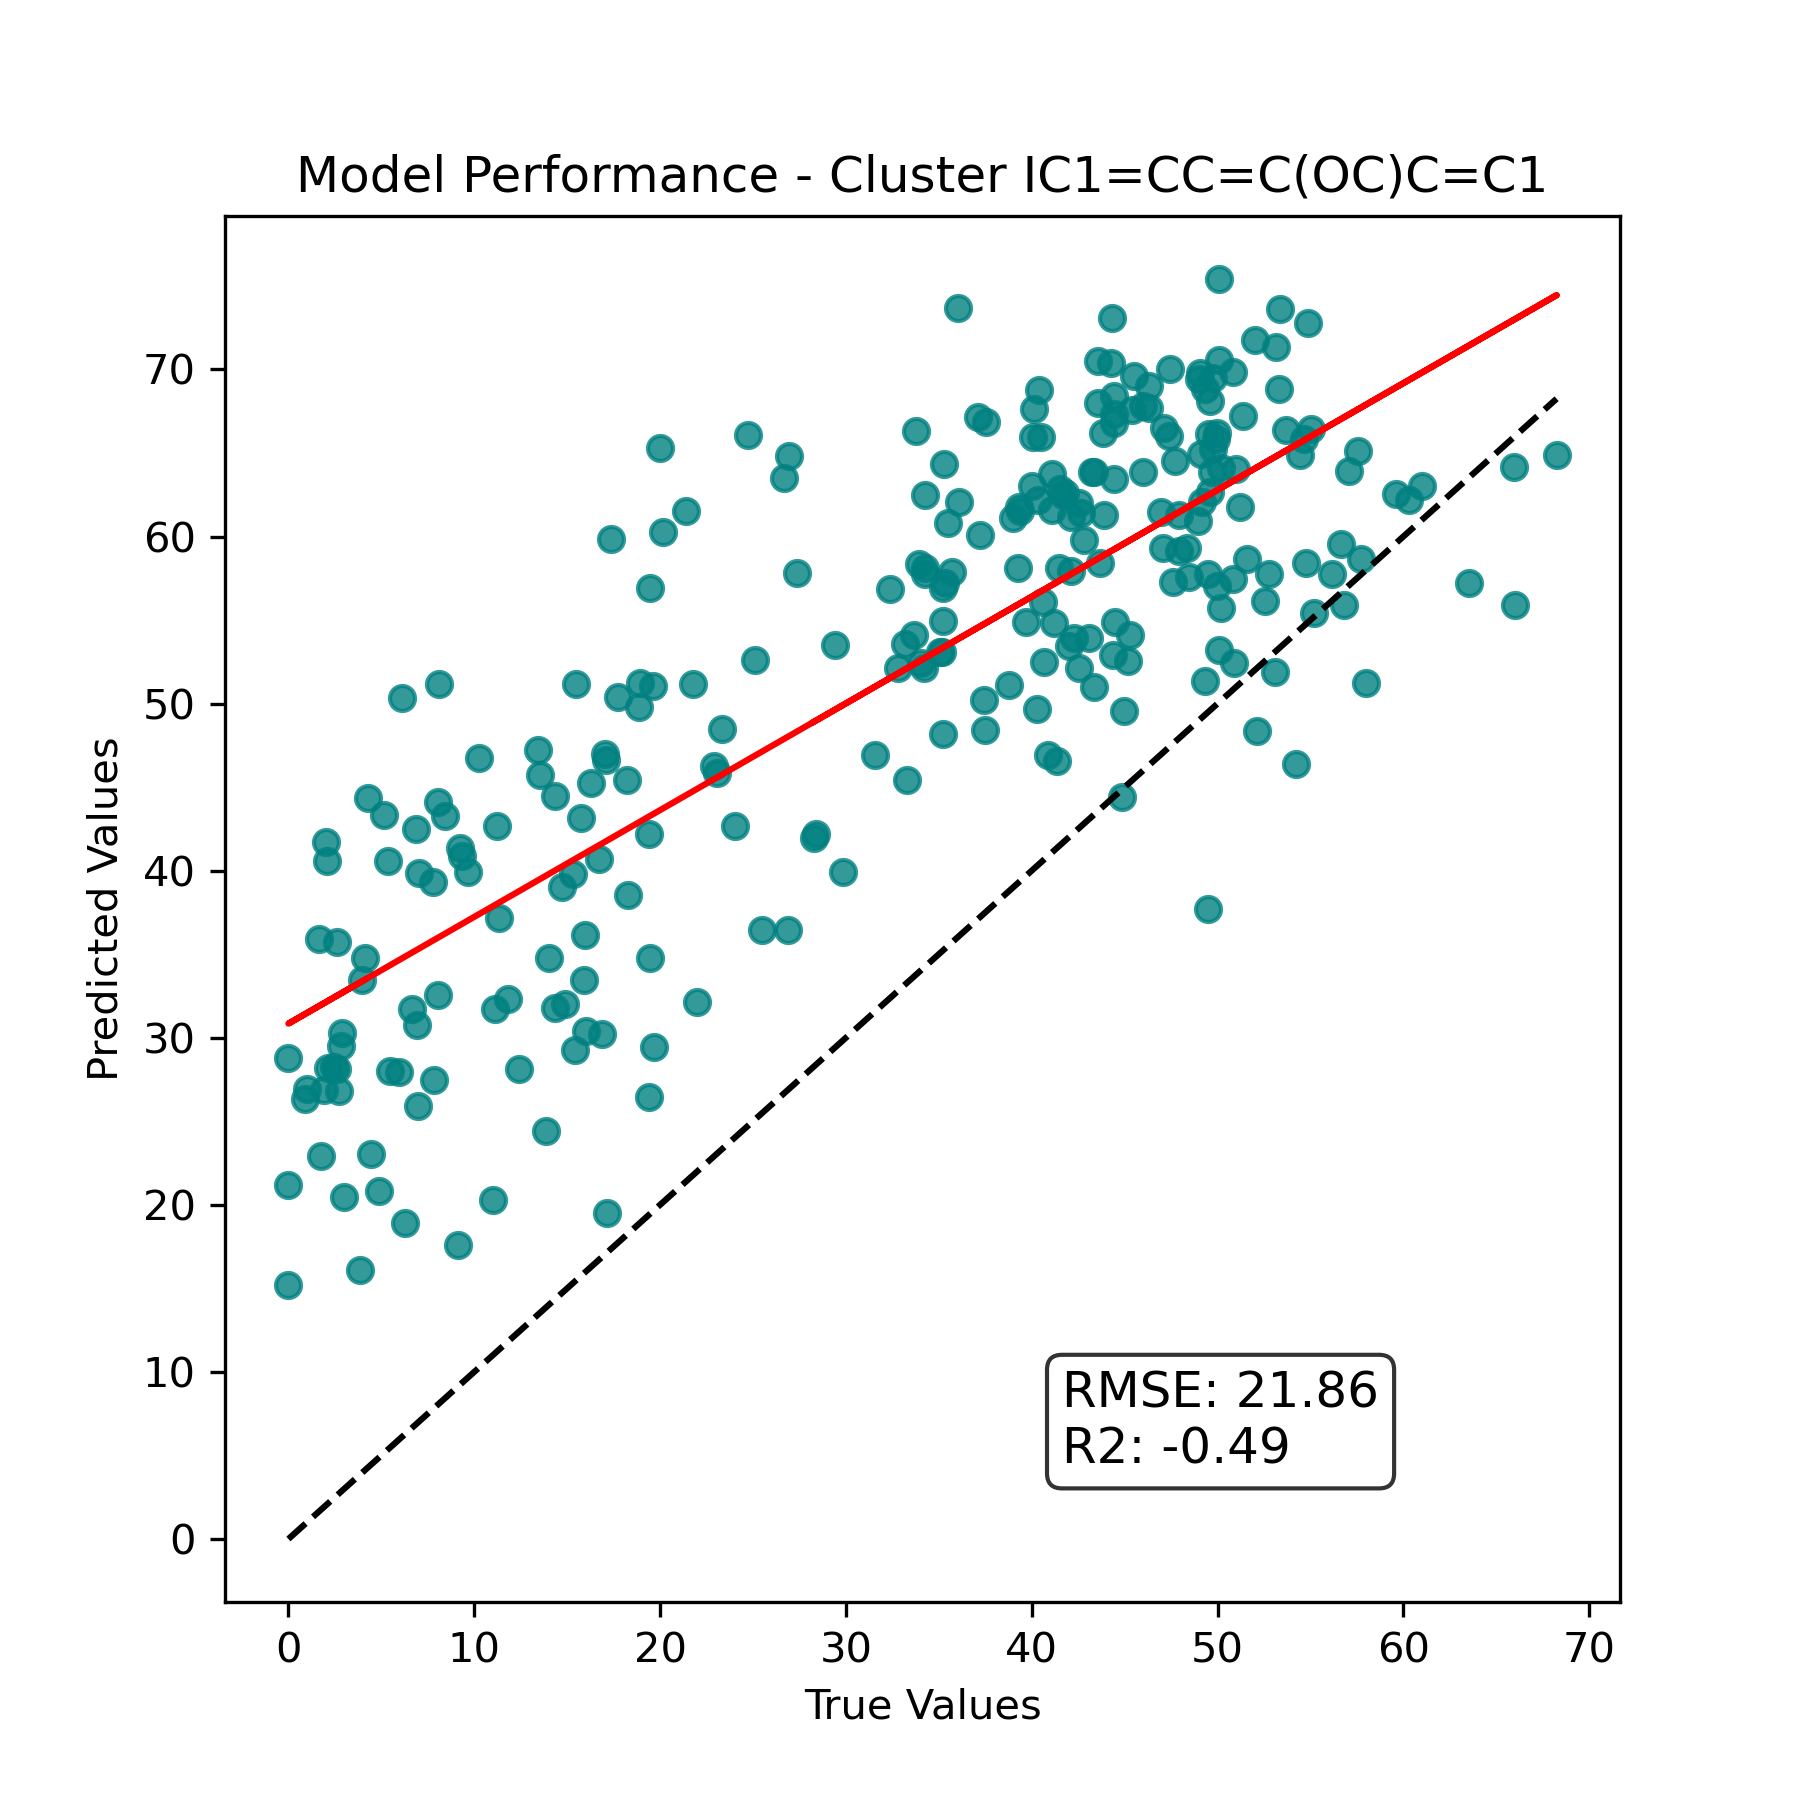 Model Performance - Cluster IC1=CC=C(OC)C=C1
Predicted Values
70
60
50
40
30
20
10
0
RMSE: 21.86
R2: -0.49
0 10 20 30 40 50 60 70
True Values